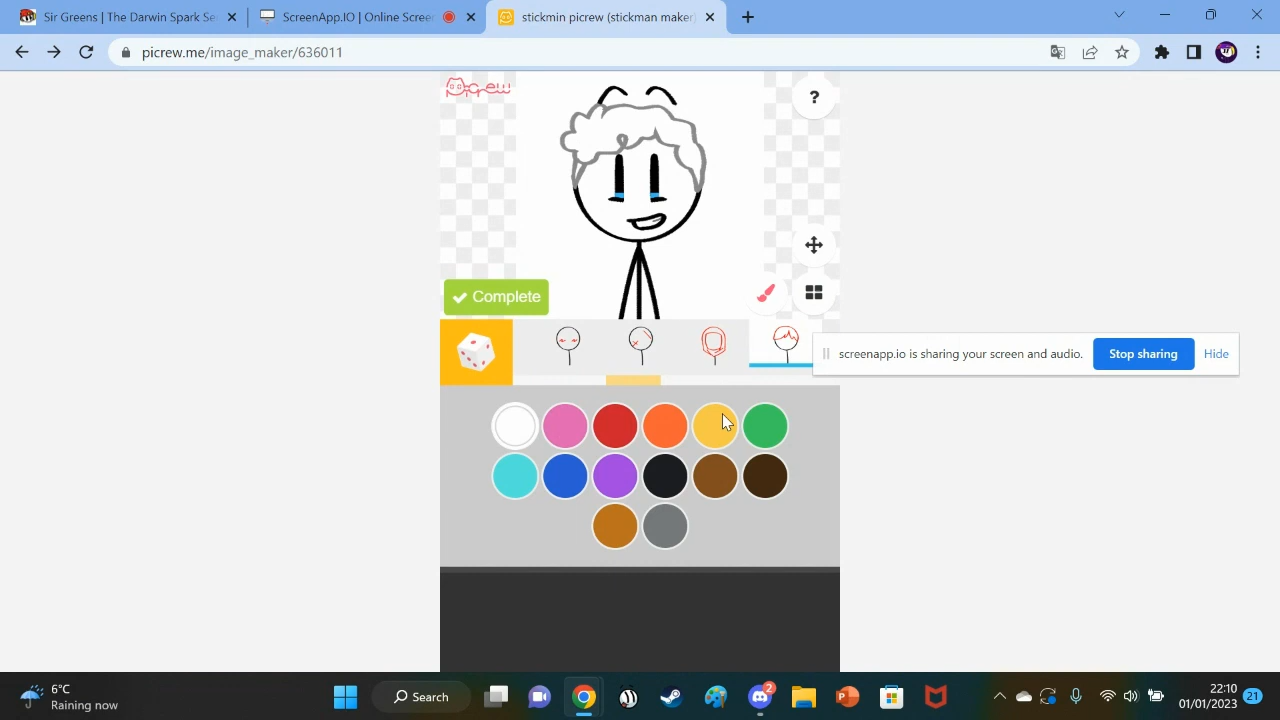 Sir Greens | The Darwin Spark Se
ScreenApp.IO | Online Screen
stickmin picrew (stickman maker)
picrew.me/image_maker/636011
Picrew
?
Complete
screenapp.io is sharing your screen and audio.
Stop sharing
Hide
6°C
Raining now
Search
2
22:10
01/01/2023
21